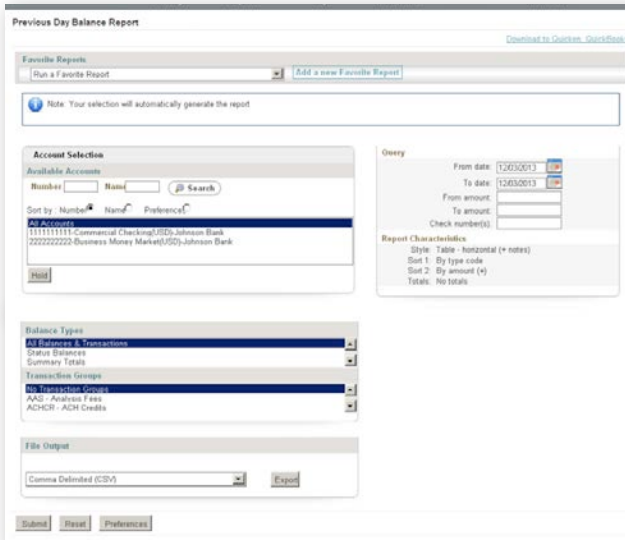 Previous Day Balance Report
Download to Quicken, QuickBook
Favorite Reports
Run a Favorite Report
Add a new Favorite Report
Note: Your selection will automatically generate the report
Account Selection
Available Accounts
Number Name Search
Sort by : Number Name Preference
All Accounts
1111111111-Commercial Checking(USD)-Johnson Bank
2222222222-Business Money Market(USD)-Johnson Bank
Hold
Query
From date: 12/03/2013
To date: 12/03/2013
From amount:
To amount:
Check number(s):
Report Characteristics
Style: Table - horizontal (+ notes)
Sort 1: By type code
Sort 2: By amount (+)
Totals: No totals
Balance Types
All Balances & Transactions
Status Balances
Summary Totals
Transaction Groups
No Transaction Groups
AAS - Analysis Fees
ACHCR - ACH Credits
File Output
Comma Delimited (CSV)
Export
Submit Reset Preferences